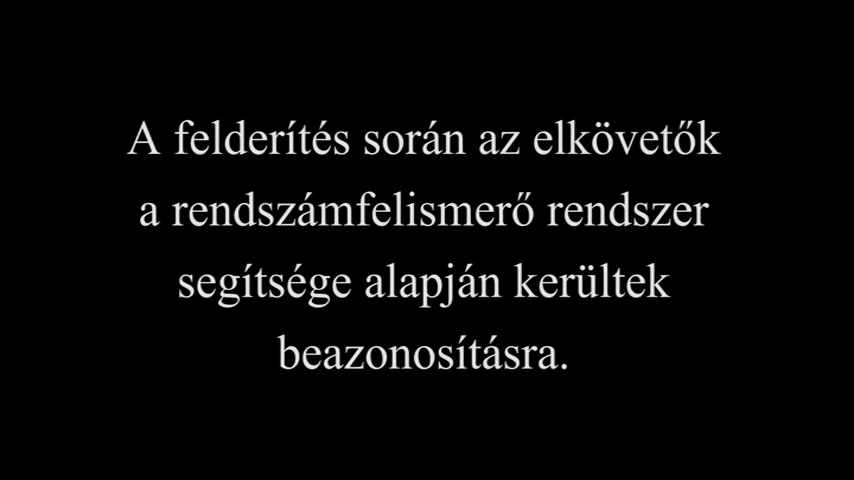 A felderítés során az elkövetők
a rendszámfelismerő rendszer
segítsége alapján kerültek
beazonosításra.